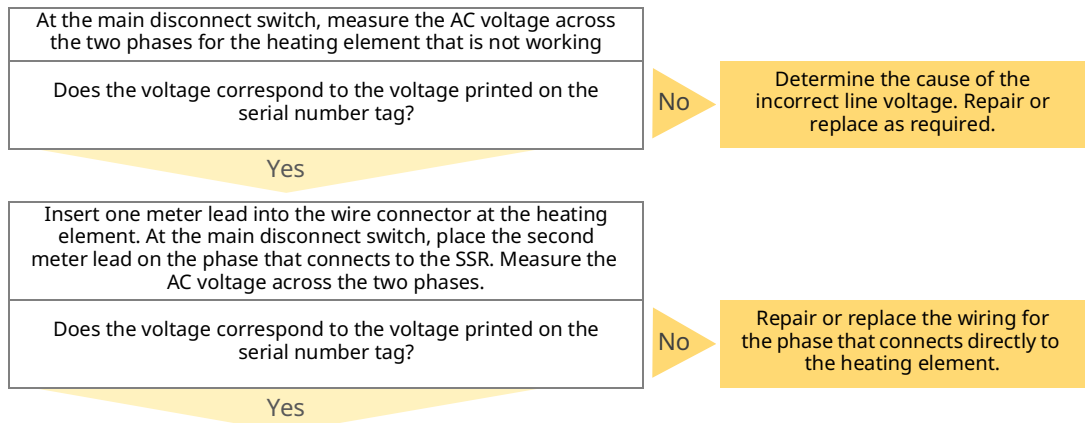 At the main disconnect switch, measure the AC voltage across
the two phases for the heating element that is not working
Does the voltage correspond to the voltage printed on the
serial number tag?
No
Determine the cause of the
incorrect line voltage. Repair or
replace as required.
Yes
Insert one meter lead into the wire connector at the heating
element. At the main disconnect switch, place the second
meter lead on the phase that connects to the SSR. Measure the
AC voltage across the two phases.
Does the voltage correspond to the voltage printed on the
serial number tag?
No
Repair or replace the wiring for
the phase that connects directly to
the heating element.
Yes